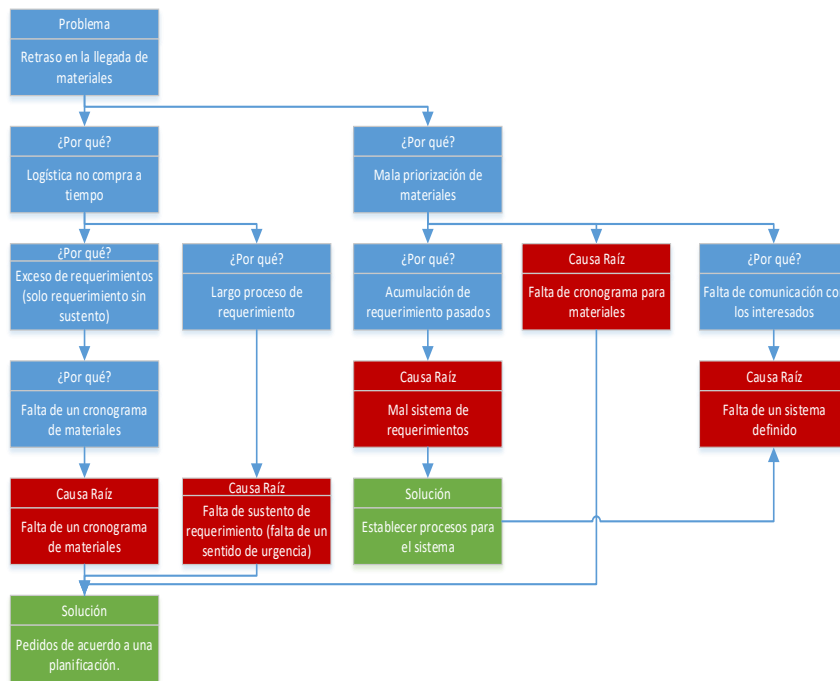 Problema
Retraso en la llegada de
materiales
¿Por qué?
Logística no compra a
tiempo
¿Por qué?
Mala priorización de
materiales
¿Por qué?
Exceso de requerimientos
(solo requerimiento sin
sustento)
¿Por qué?
Largo proceso de
requerimiento
¿Por qué?
Acumulación de
requerimiento pasados
Causa Raíz
Falta de cronograma para
materiales
¿Por qué?
Falta de comunicación co
los interesados
¿Por qué?
Falta de un cronograma
de materiales
Causa Raíz
Mal sistema de
requerimientos
Causa Raíz
Falta de un sistema
definido
Causa Raíz
Falta de un cronograma
de materiales
Causa Raíz
Falta de sustento de
requerimiento (falta de un
sentido de urgencia)
Solución
Establecer procesos para
el sistema
Solución
Pedidos de acuerdo a una
planificación.